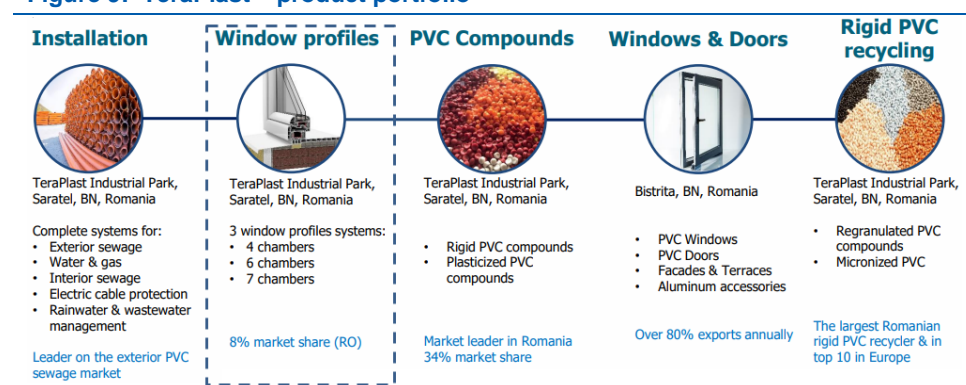 Installation
TeraPlast Industrial Park,
Saratel, BN, Romania
Complete systems for:
• Exterior sewage
• Water & gas
• Interior sewage
• Electric cable protection
• Rainwater & wastewater
management
Leader on the exterior PVC
sewage market
Window profiles
TeraPlast Industrial Park,
Saratel, BN, Romania
3 window profiles systems:
• 4 chambers
• 6 chambers
• 7 chambers
8% market share (RO)
PVC Compounds
TeraPlast Industrial Park,
Saratel, BN, Romania
• Rigid PVC compounds
• Plasticized PVC
compounds
Market leader in Romania
34% market share
Windows & Doors
Bistrita, BN, Romania
• PVC Windows
• PVC Doors
• Facades & Terraces
• Aluminum accessories
Over 80% exports annually
Rigid PVC
recycling
TeraPlast Industrial Park,
Saratel, BN, Romania
• Regranulated PVC
compounds
• Micronized PVC
The largest Romanian
rigid PVC recycler & in
top 10 in Europe